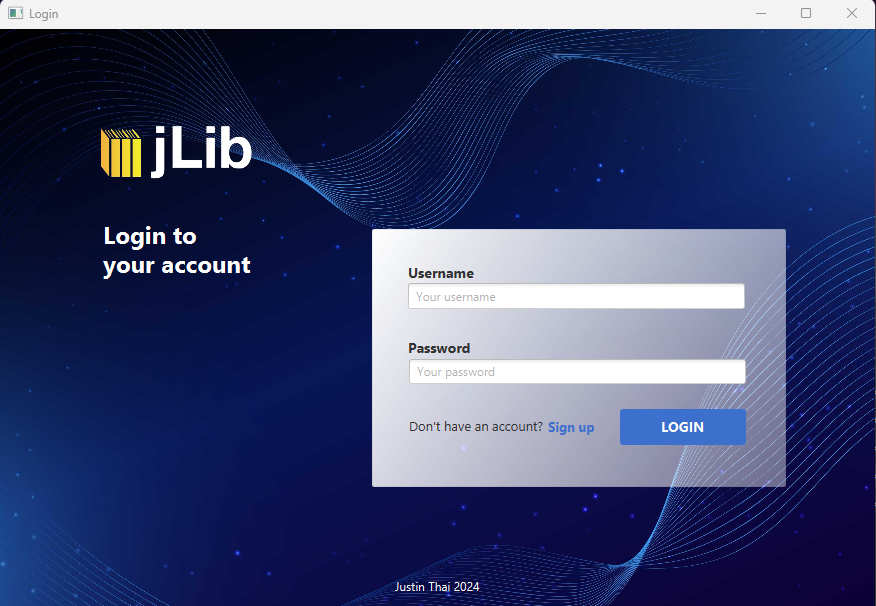 Login
jLib
Login to
your account
Username
Your username
Password
Your password
Don't have an account? Sign up
LOGIN
Justin Thai 2024